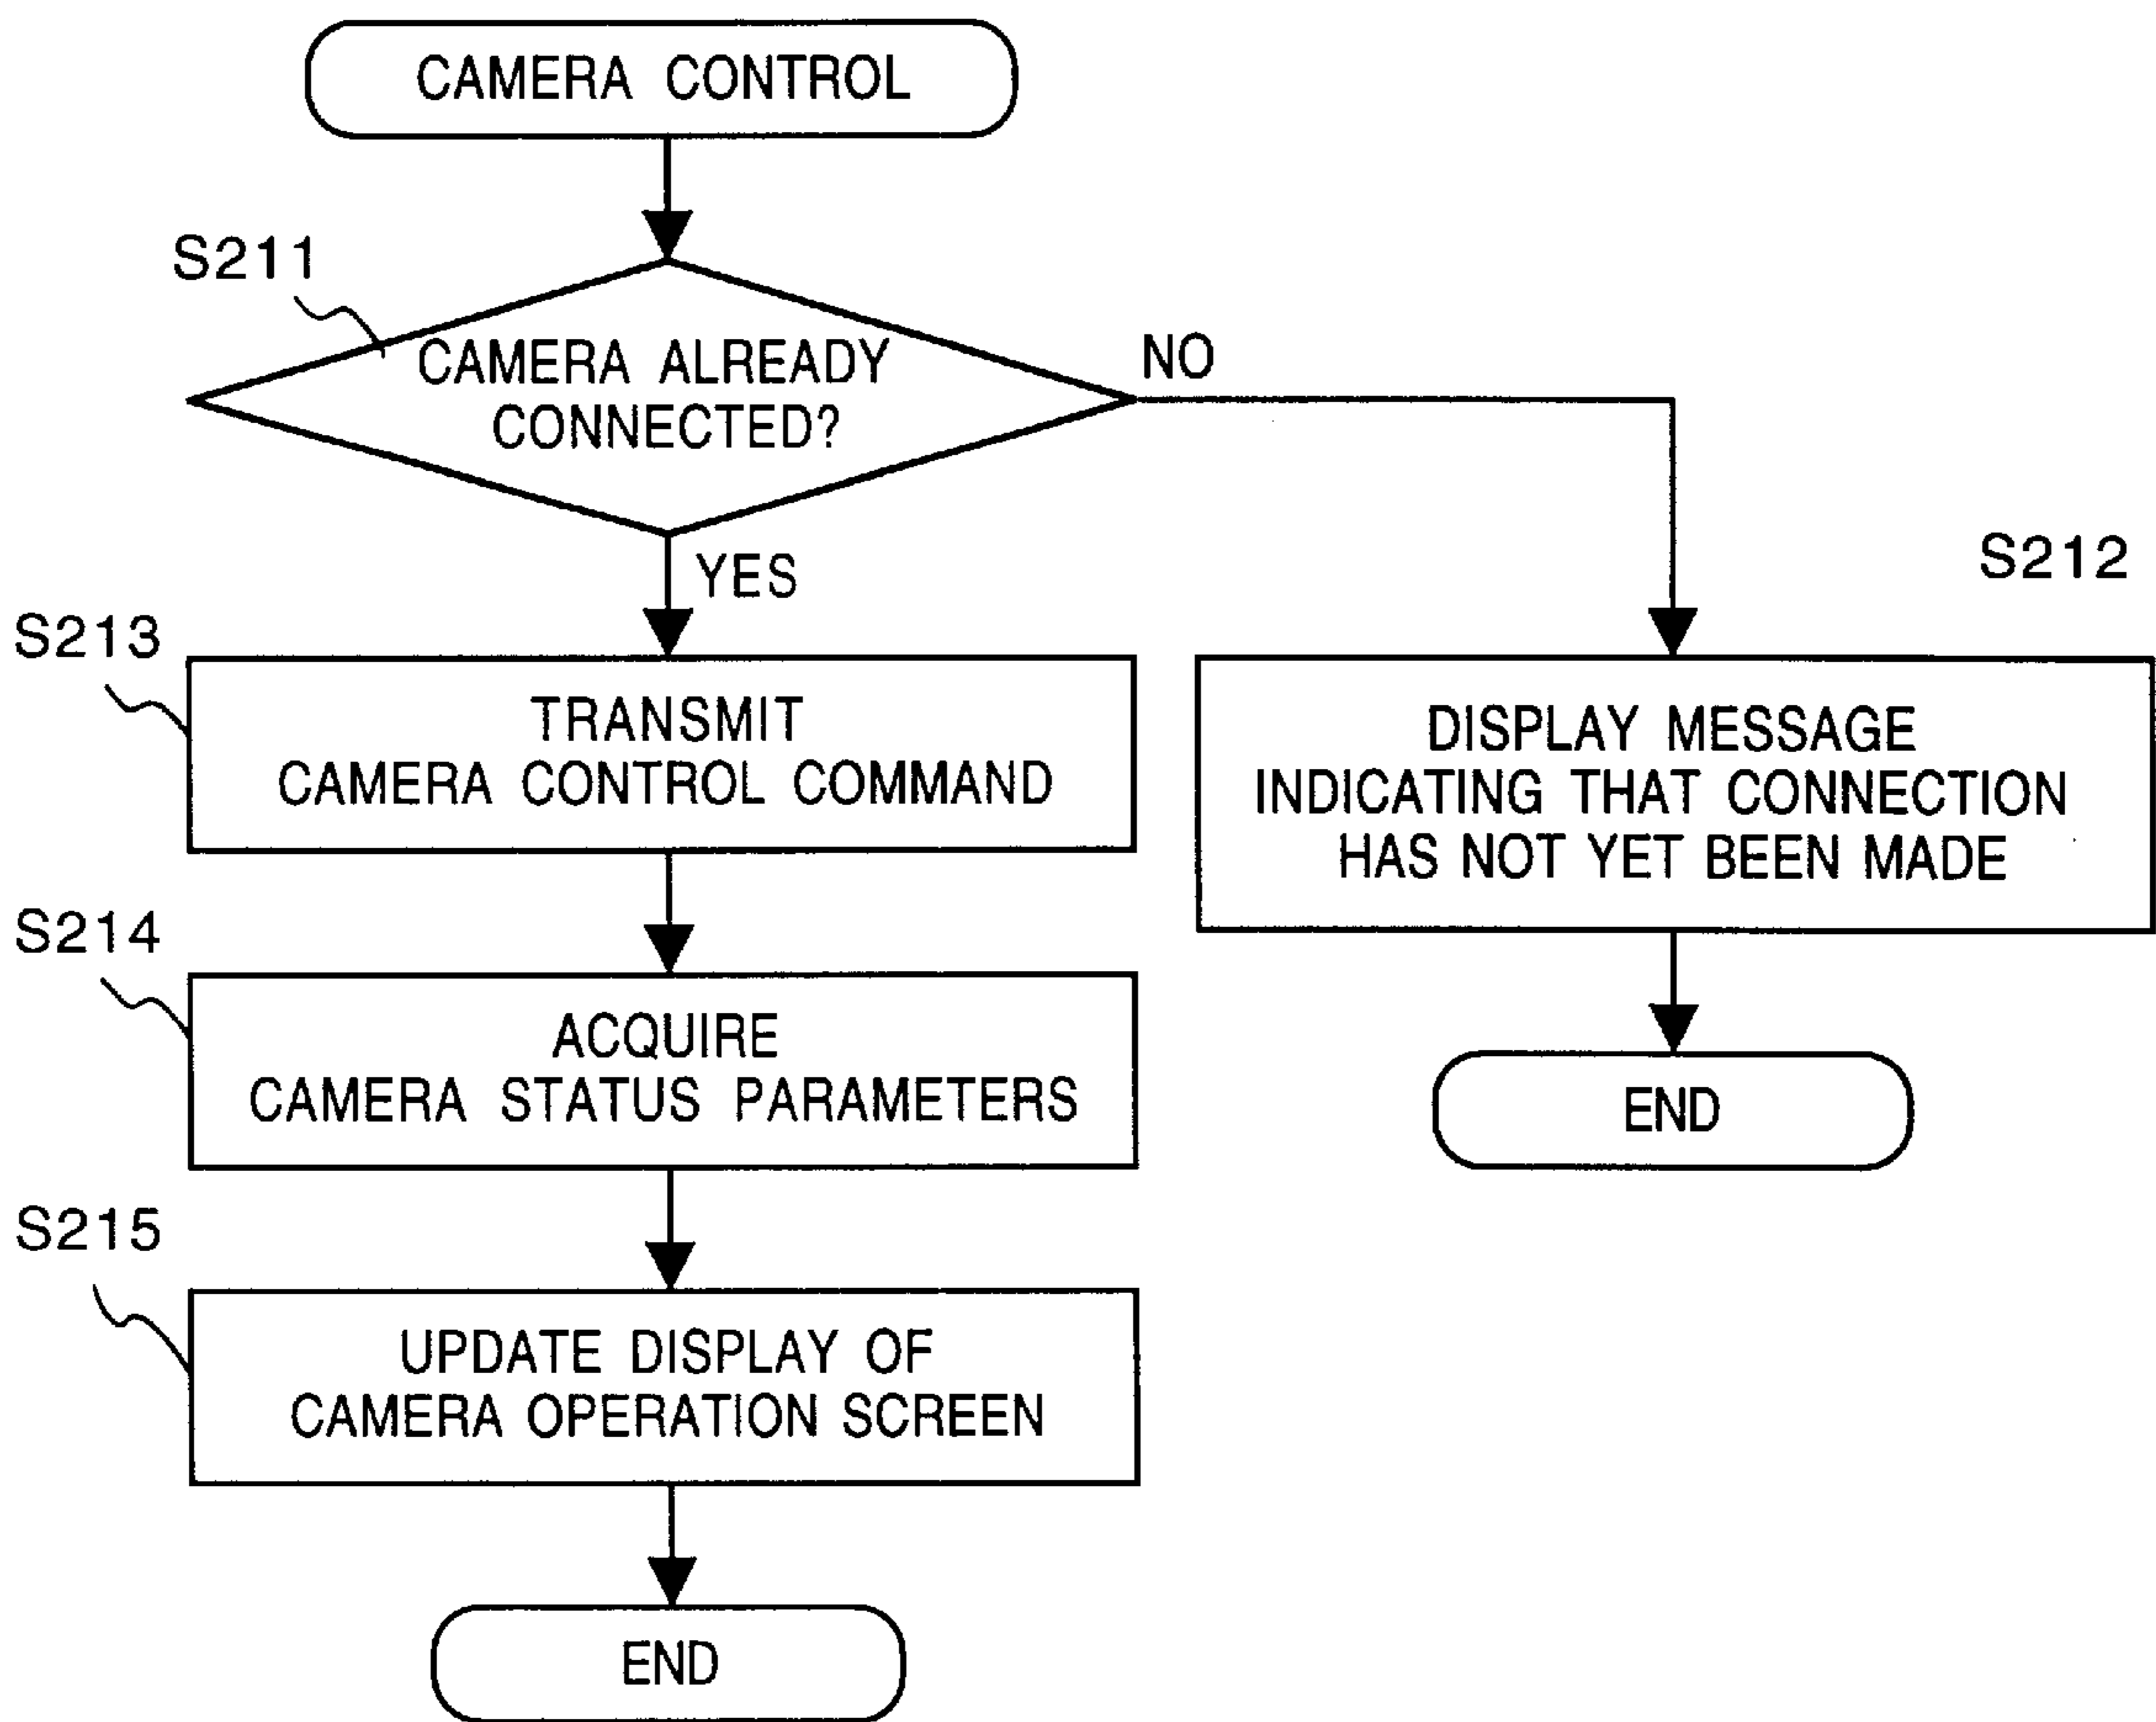 CAMERA CONTROL
S211
CAMERA ALREADY
CONNECTED?
NO
YES
S212
S213
TRANSMIT
CAMERA CONTROL COMMAND
DISPLAY MESSAGE
INDICATING THAT CONNECTION
HAS NOT YET BEEN MADE
S214
ACQUIRE
CAMERA STATUS PARAMETERS
END
S215
UPDATE DISPLAY OF
CAMERA OPERATION SCREEN
END